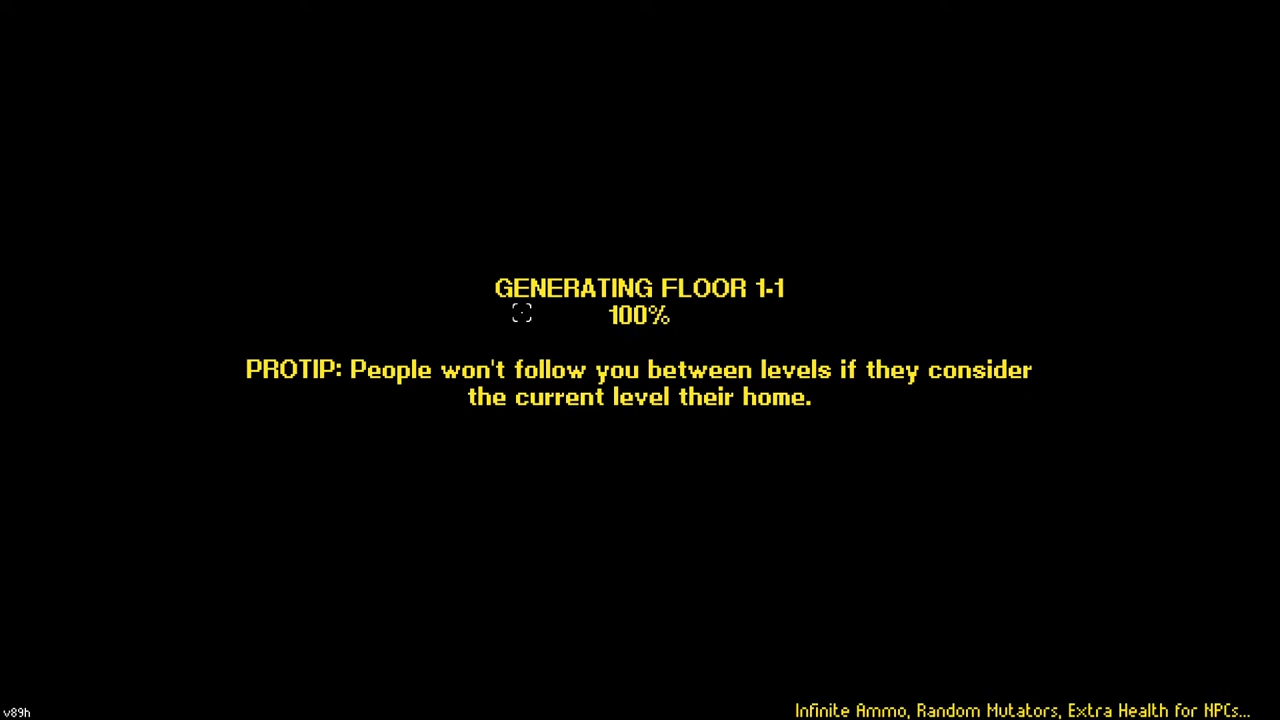 GENERATING FLOOR 1-1
100%
PROTIP: People won't follow you between levels if they consider
the current level their home.
v89h
Infinite Ammo, Random Mutators, Extra Health for NPCs...